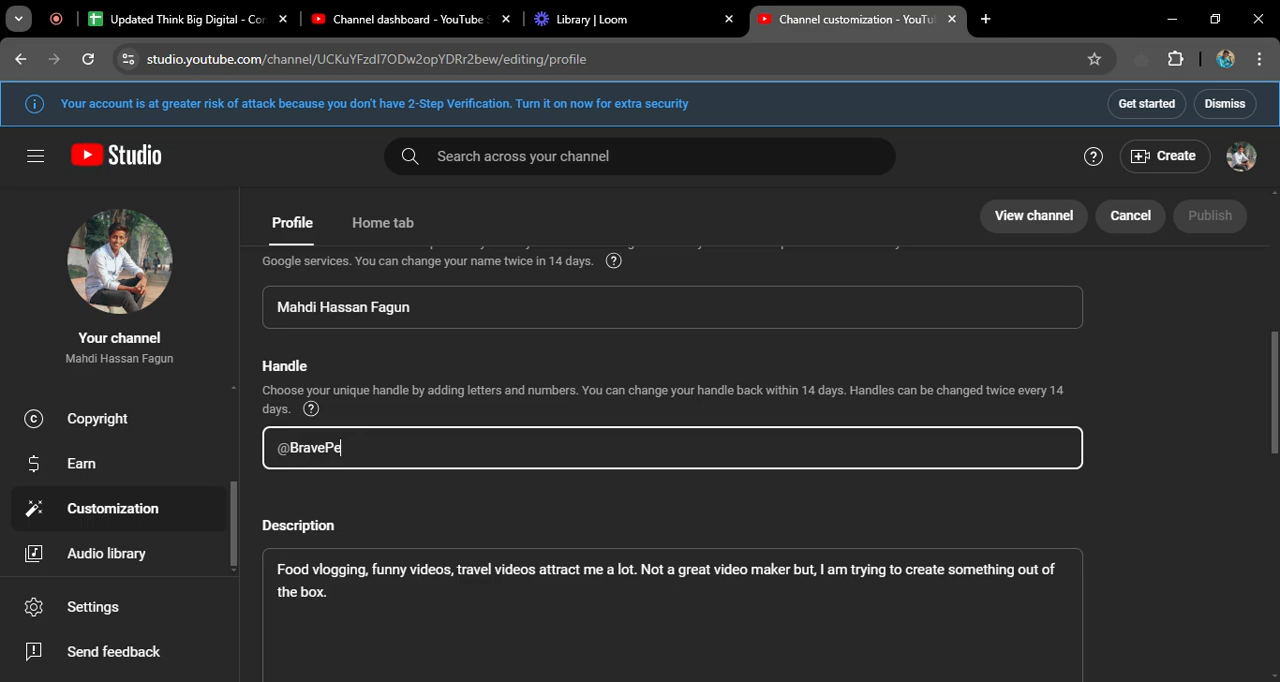 Updated Think Big Digital - Con
Channel dashboard - YouTube S
Library | Loom
Channel customization - YouTu
studio.youtube.com/channel/UCKuYFzdI7ODw2opYDRr2bew/editing/profile
Your account is at greater risk of attack because you don't have 2-Step Verification. Turn it on now for extra security
Get started
Dismiss
Studio
Search across your channel
Create
Profile
Home tab
View channel
Cancel
Publish
Google services. You can change your name twice in 14 days.
Mahdi Hassan Fagun
Your channel
Mahdi Hassan Fagun
Handle
Choose your unique handle by adding letters and numbers. You can change your handle back within 14 days. Handles can be changed twice every 14
days.
@BravePe
Copyright
Earn
Customization
Audio library
Settings
Send feedback
Description
Food vlogging, funny videos, travel videos attract me a lot. Not a great video maker but, I am trying to create something out of
the box.